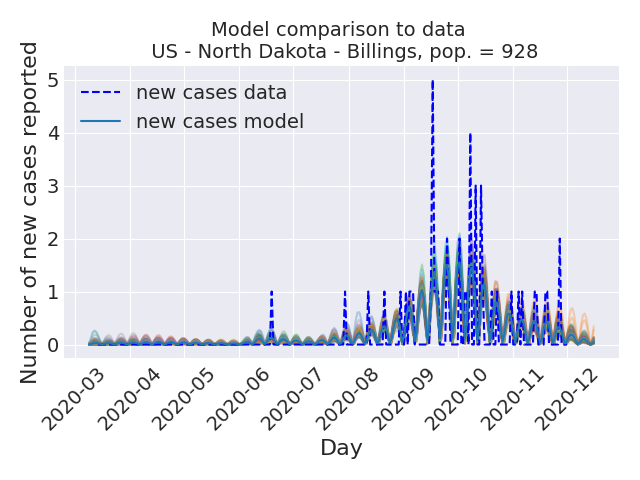 Model comparison to data
US - North Dakota - Billings, pop. = 928
Number of new cases reported
5
4
3
2
1
0
new cases data
new cases model
2020-03
2020-04
2020-05
2020-06
2020-07
2020-08
2020-09
2020-10
2020-11
2020-12
Day